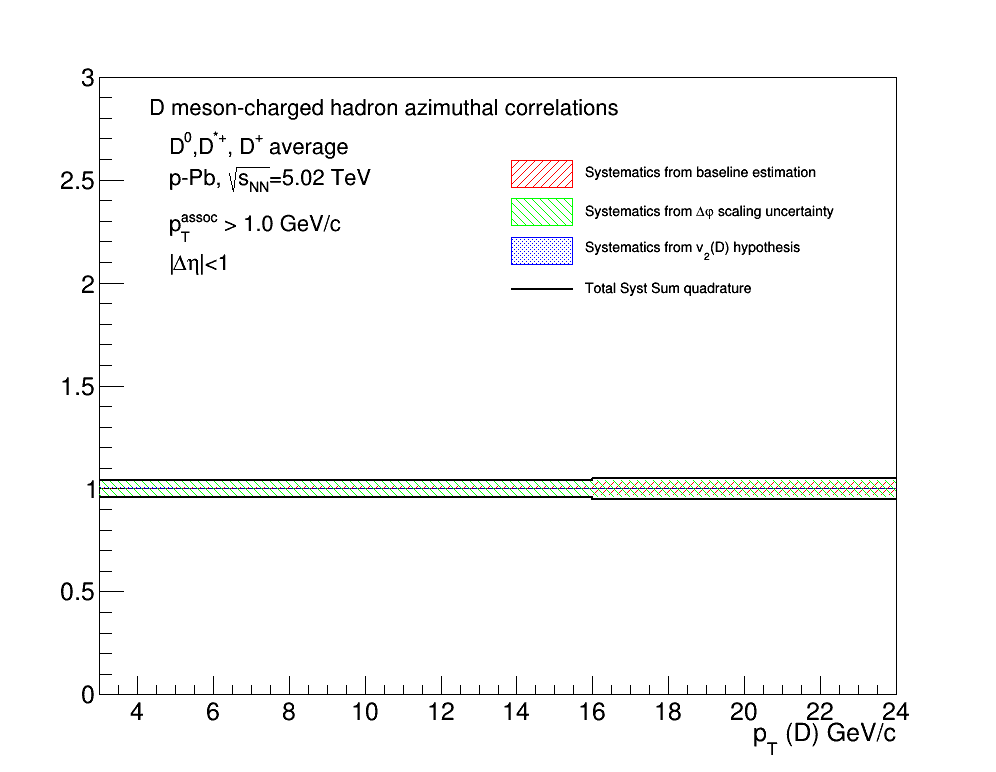 D meson-charged hadron azimuthal correlations
D⁰,D*⁺, D⁺ average
p-Pb, √sNN=5.02 TeV
pTassoc > 1.0 GeV/c
|Δη|<1
Systematics from baseline estimation
Systematics from Δφ scaling uncertainty
Systematics from v₂(D) hypothesis
Total Syst Sum quadrature
3
2.5
2
1.5
1
0.5
0
4 6 8 10 12 14 16 18 20 22 24
pT (D) GeV/c